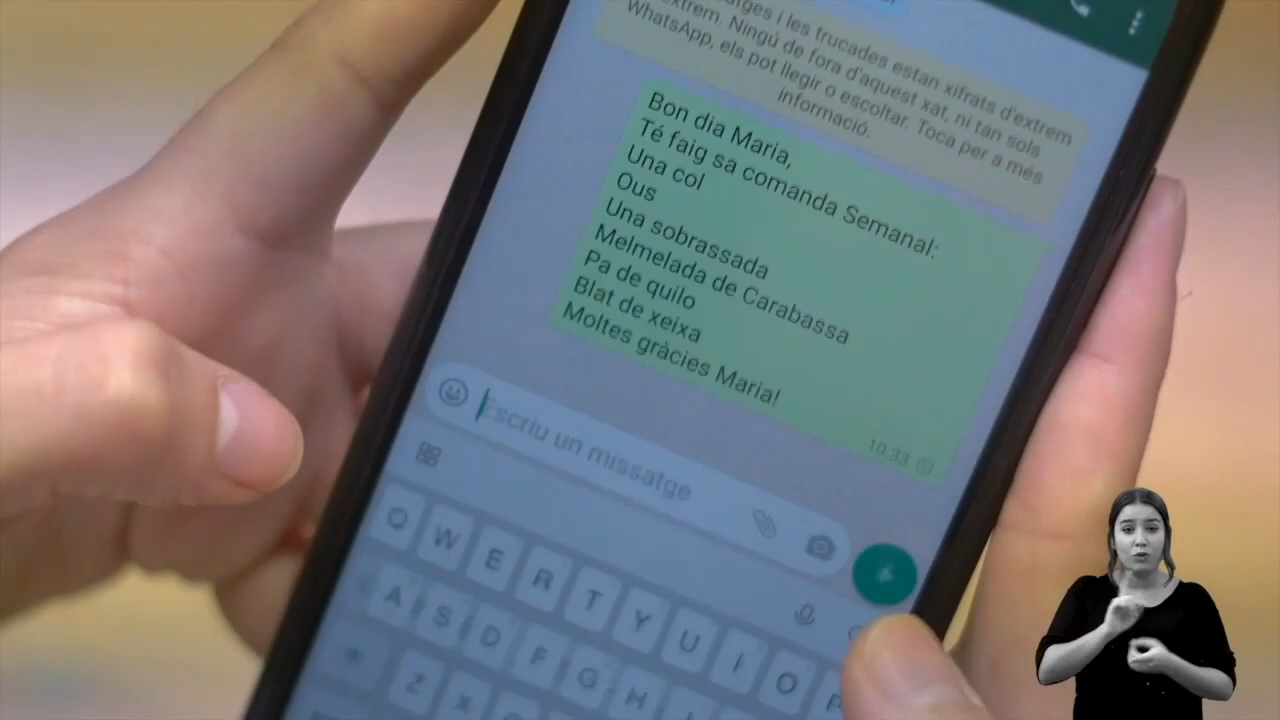 i les trucades estan xifrats d'extrem
extrem. Ningú de fora d'aquest xat, ni tan sols
WhatsApp, els pot llegir o escoltar. Toca per a més
informació.
Bon dia Maria,
Té faig sa comanda Semanal:
Una col
Ous
Una sobrassada
Melmelada de Carabassa
Pa de quilo
Blat de xeixa
Moltes gràcies Maria!
10:33
Escriu un missatge
Q W E R T Y U I O P
A S D F G H
Z X